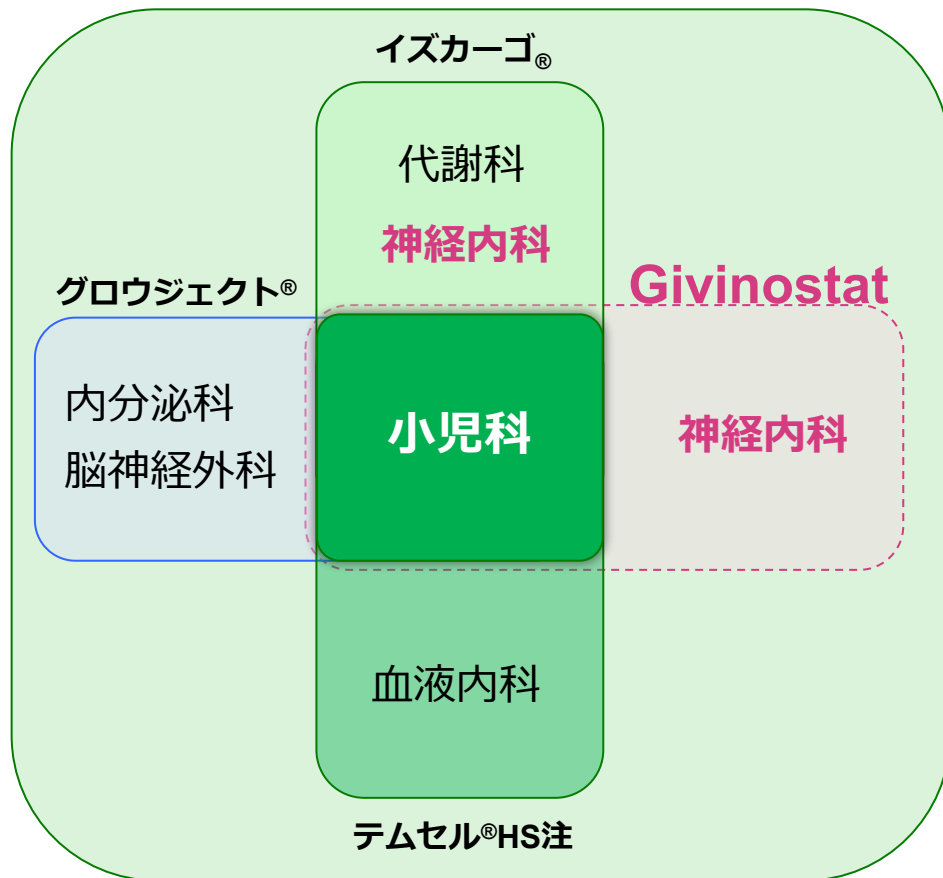 イズカーゴ®
代謝科
神経内科
グロウジェクト®
Givinostat
内分泌科
脳神経外科
小児科
神経内科
血液内科
テムセル®HS注